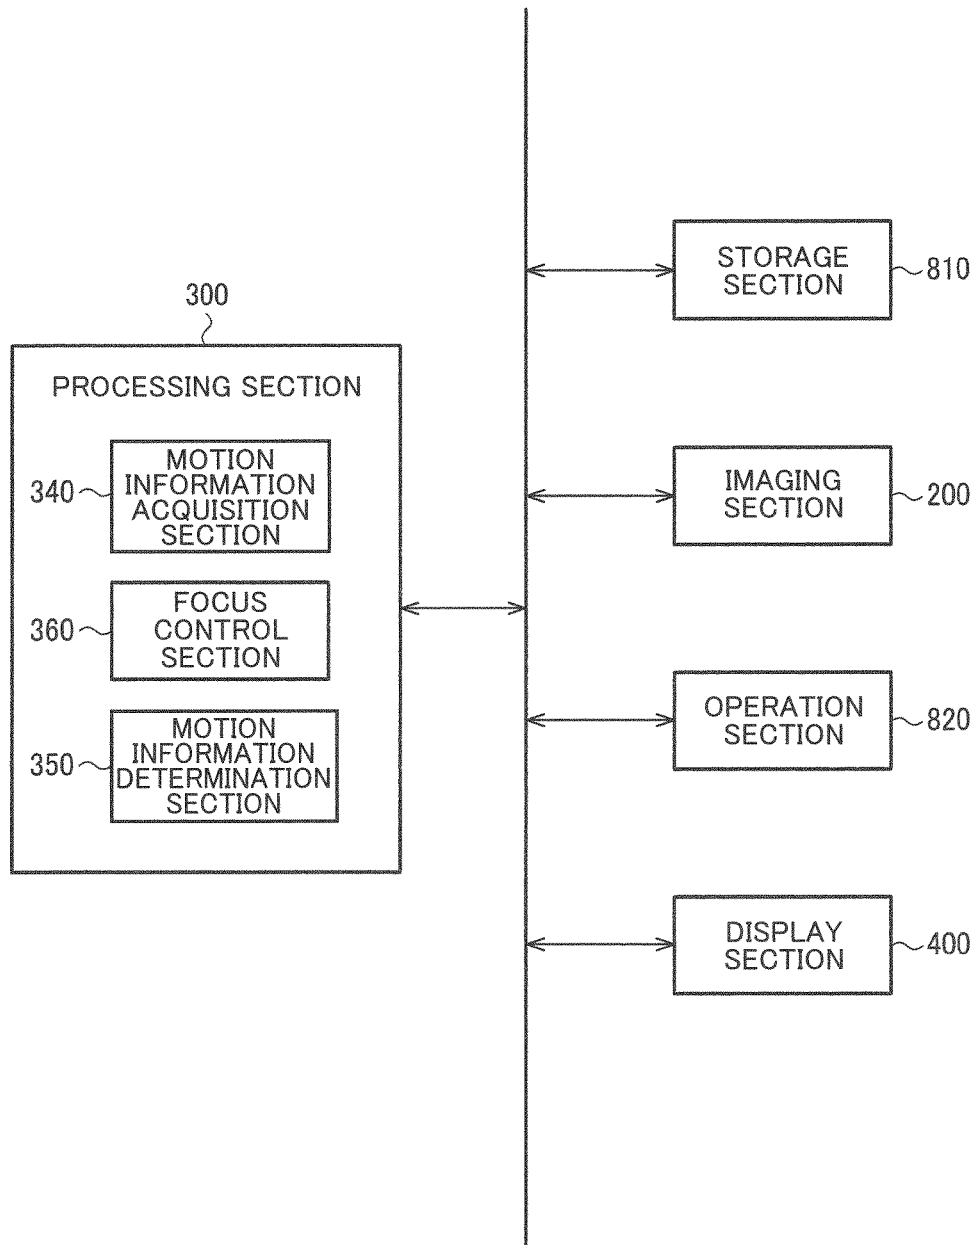 300
PROCESSING SECTION
340
MOTION
INFORMATION
ACQUISITION
SECTION
360
FOCUS
CONTROL
SECTION
350
MOTION
INFORMATION
DETERMINATION
SECTION
STORAGE
SECTION
810
IMAGING
SECTION
200
OPERATION
SECTION
820
DISPLAY
SECTION
400